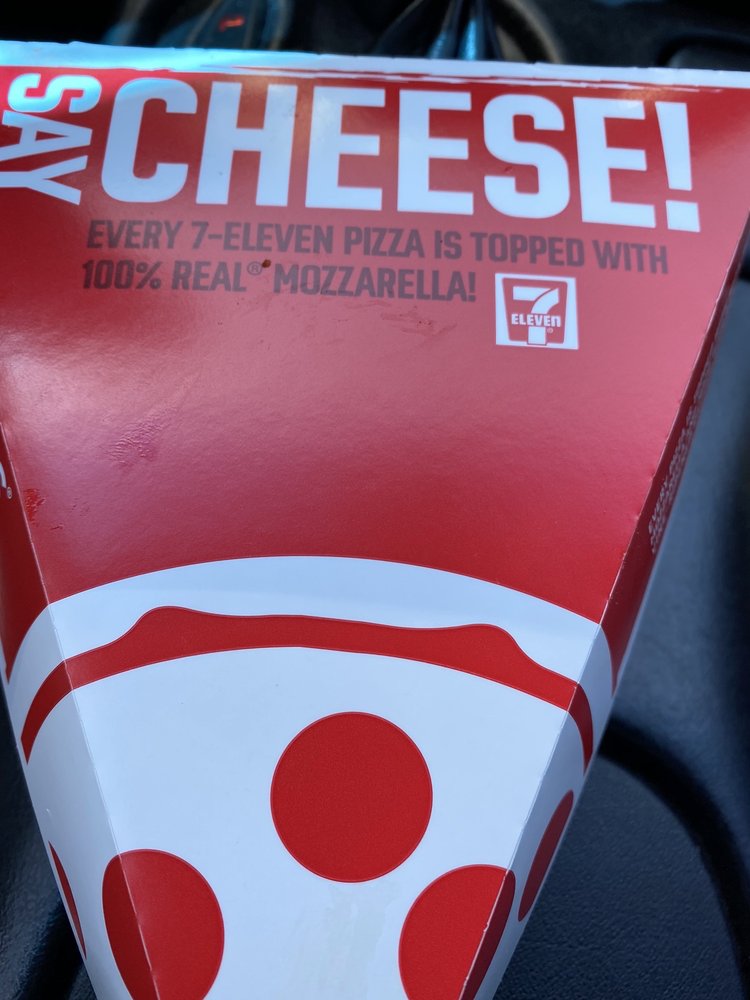 SAY CHEESE!
EVERY 7-ELEVEN PIZZA IS TOPPED WITH
100% REAL® MOZZARELLA!
7
ELEVEn®